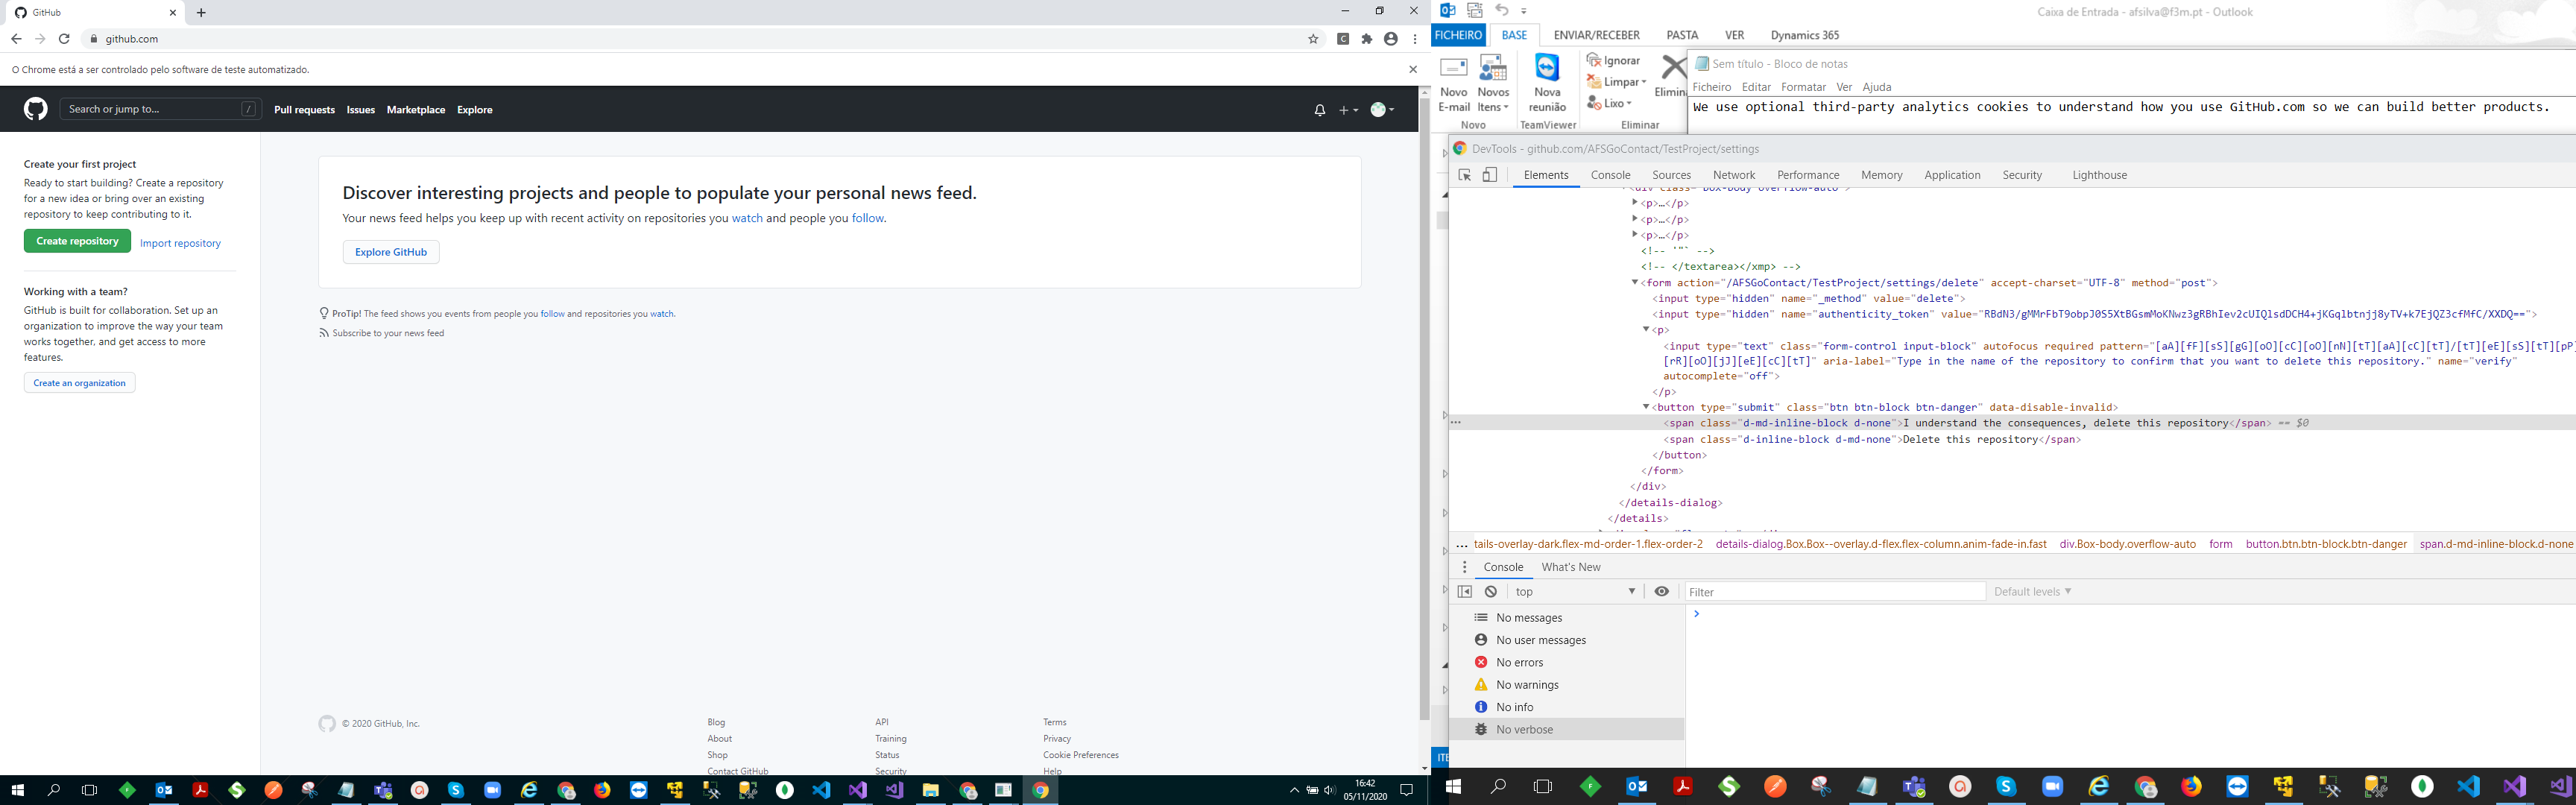 GitHub
github.com
O Chrome está a ser controlado pelo software de teste automatizado.
Search or jump to...
/
Pull requests
Issues
Marketplace
Explore
Create your first project
Ready to start building? Create a repository
for a new idea or bring over an existing
repository to keep contributing to it.
Create repository
Import repository
Working with a team?
GitHub is built for collaboration. Set up an
organization to improve the way your team
works together, and get access to more
features.
Create an organization
Discover interesting projects and people to populate your personal news feed.
Your news feed helps you keep up with recent activity on repositories you watch and people you follow.
Explore GitHub
ProTip! The feed shows you events from people you follow and repositories you watch.
Subscribe to your news feed
© 2020 GitHub, Inc.
Blog
About
Shop
Contact GitHub
API
Training
Status
Security
Terms
Privacy
Cookie Preferences
Help
16:42
05/11/2020
Caixa de Entrada - afsilva@f3m.pt - Outlook
FICHEIRO
BASE
ENVIAR/RECEBER
PASTA
VER
Dynamics 365
Novo
E-mail
Novos
Itens
Novo
Nova
reunião
TeamViewer
Ignorar
Limpar
Lixo
Elimin
Eliminar
Sem título - Bloco de notas
Ficheiro Editar Formatar Ver Ajuda
We use optional third-party analytics cookies to understand how you use GitHub.com so we can build better products.
DevTools - github.com/AFSGoContact/TestProject/settings
Elements
Console
Sources
Network
Performance
Memory
Application
Security
Lighthouse
<div class="Box-body overflow-auto">
<p>…</p>
<p>…</p>
<p>…</p>
<!-- '"` -->
<!-- </textarea></xmp> -->
<form action="/AFSGoContact/TestProject/settings/delete" accept-charset="UTF-8" method="post">
<input type="hidden" name="_method" value="delete">
<input type="hidden" name="authenticity_token" value="RBdN3/gMMrFbT9obpJ0S5XtBGsmMoKNwz3gRBhIev2cUIQlsdDCH4+jKGqlbtnjj8yTV+k7EjQZ3cfMfC/XXDQ==">
<p>
<input type="text" class="form-control input-block" autofocus required pattern="[aA][fF][sS][gG][oO][cC][oO][nN][tT][aA][cC][tT]/[tT][eE][sS][tT][pP]
[rR][oO][jJ][eE][cC][tT]" aria-label="Type in the name of the repository to confirm that you want to delete this repository." name="verify"
autocomplete="off">
</p>
<button type="submit" class="btn btn-block btn-danger" data-disable-invalid>
<span class="d-md-inline-block d-none">I understand the consequences, delete this repository</span> == $0
<span class="d-inline-block d-md-none">Delete this repository</span>
</button>
</form>
</div>
</details-dialog>
</details>
... tails-overlay-dark.flex-md-order-1.flex-order-2
details-dialog.Box.Box--overlay.d-flex.flex-column.anim-fade-in.fast
div.Box-body.overflow-auto
form
button.btn.btn-block.btn-danger
span.d-md-inline-block.d-none
Console
What's New
top
Filter
Default levels
No messages
No user messages
No errors
No warnings
No info
No verbose
ITE